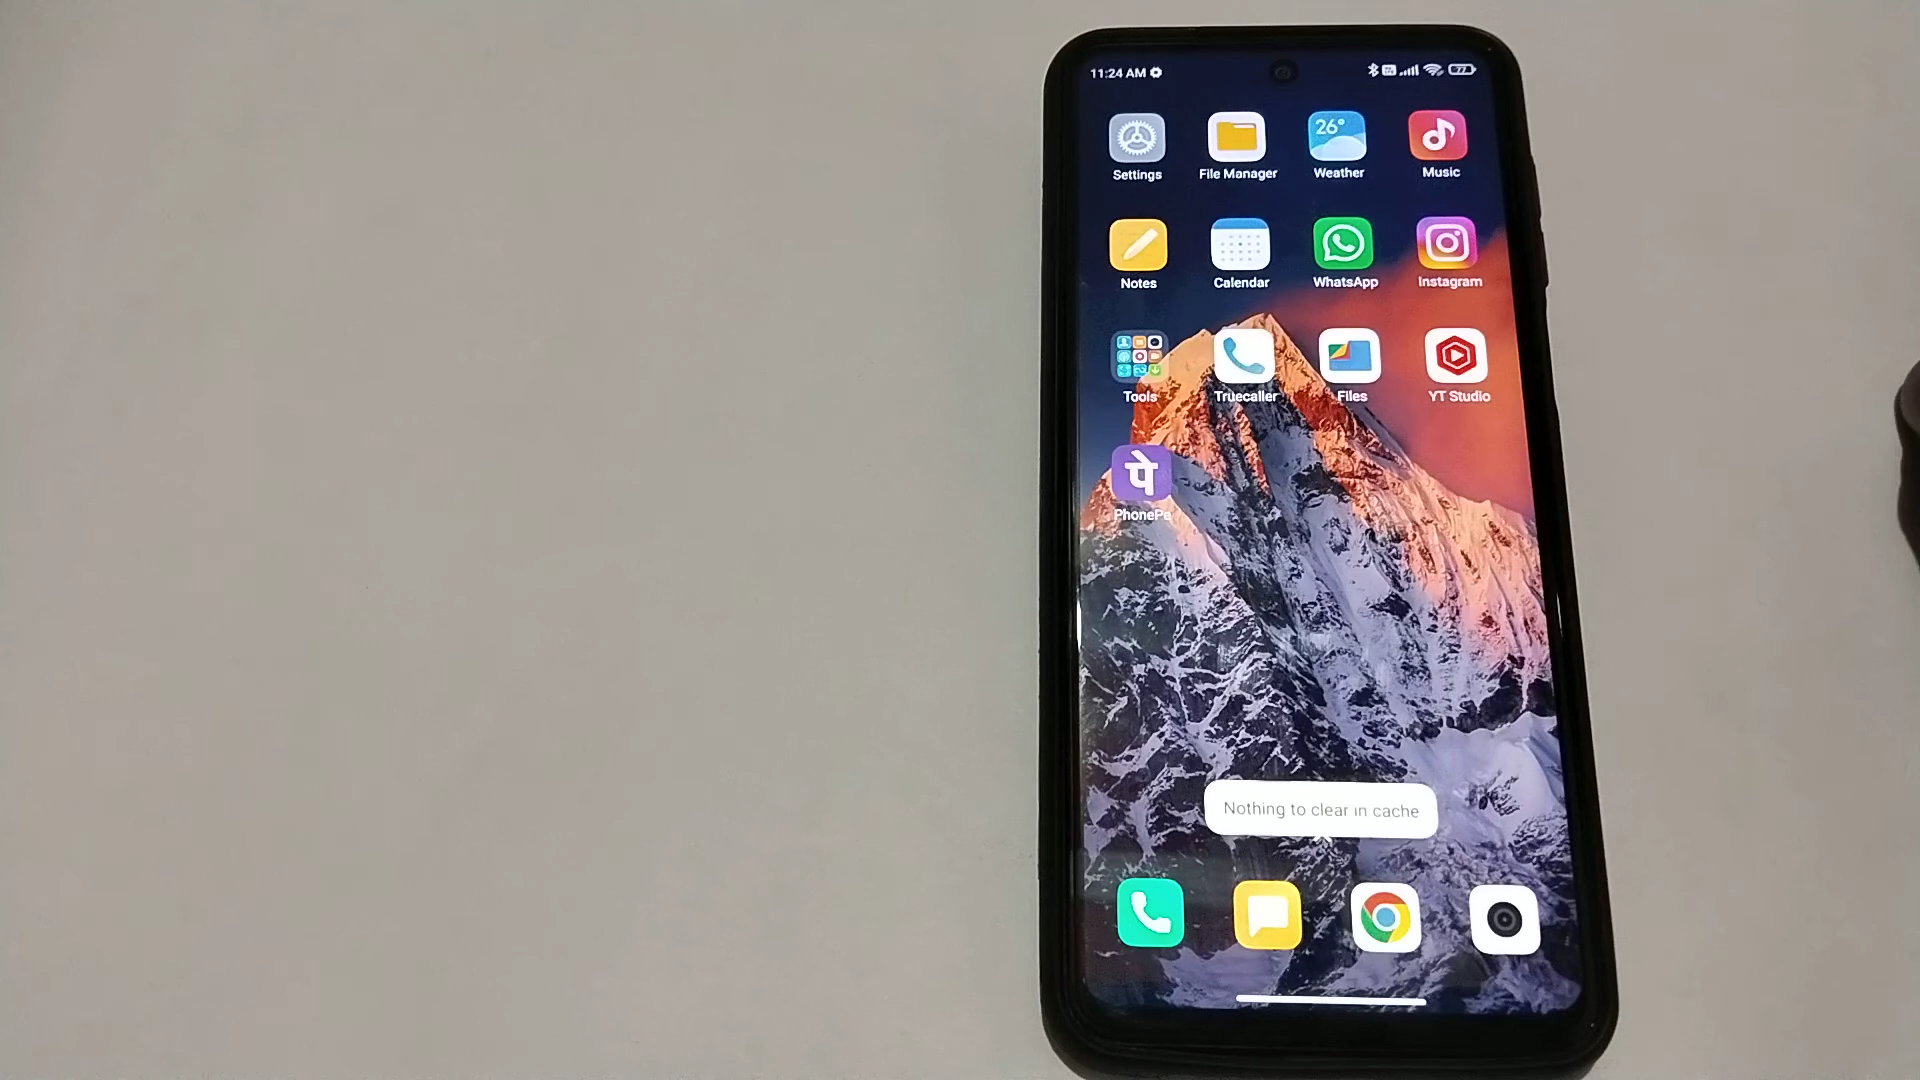 11:24 AM
77
Settings
File Manager
26°
Weather
Music
Notes
Calendar
WhatsApp
Instagram
Tools
Truecaller
Files
YT Studio
पे
PhonePe
Nothing to clear in cache